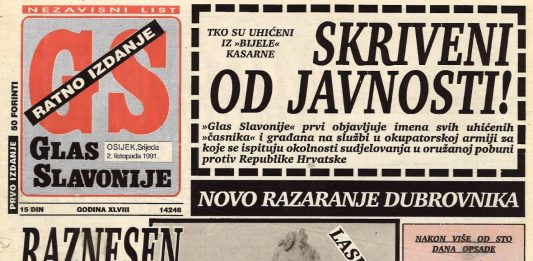 NEZAVISNI LIST
GS
RATNO IZDANJE
GLAS
SLAVONIJE
OSIJEK, Srijeda
2. listopada 1991.
PRVO IZDANJE 50 FORINTI
15 DIN GODINA XLVIII 14246
TKO SU UHIĆENI
IZ »BIJELE«
KASARNE
SKRIVENI
OD JAVNOSTI!
»Glas Slavonije« prvi objavljuje imena svih uhićenih
»časnika« i građana na službi u okupatorskoj armiji za
koje se ispituju okolnosti sudjelovanja u oružanoj pobuni
protiv Republike Hrvatske
NOVO RAZARANJE DUBROVNIKA
RAZNESEN
NAKON VIŠE OD STO
DANA OPSADE